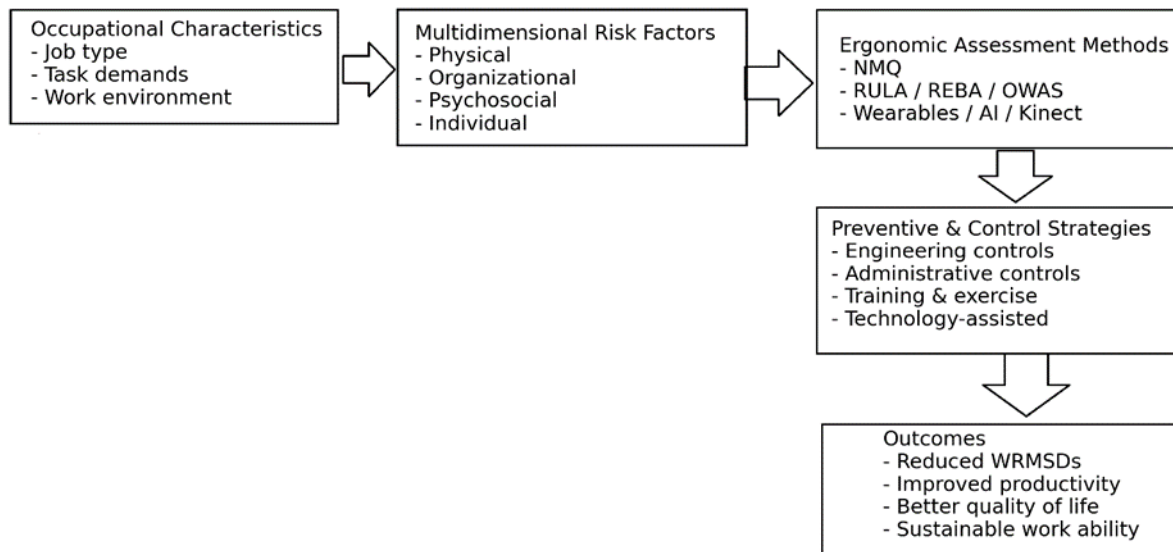 Occupational Characteristics
- Job type
- Task demands
- Work environment
Multidimensional Risk Factors
- Physical
- Organizational
- Psychosocial
- Individual
Ergonomic Assessment Methods
- NMQ
- RULA / REBA / OWAS
- Wearables / AI / Kinect
Preventive & Control Strategies
- Engineering controls
- Administrative controls
- Training & exercise
- Technology-assisted
Outcomes
- Reduced WRMSDs
- Improved productivity
- Better quality of life
- Sustainable work ability